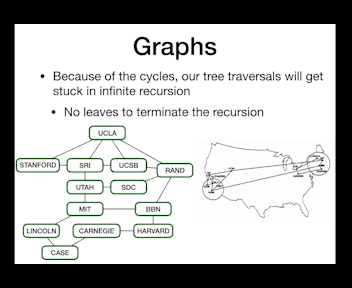 Graphs
• Because of the cycles, our tree traversals will get
stuck in infinite recursion
• No leaves to terminate the recursion
UCLA
STANFORD SRI UCSB RAND
UTAH SDC
MIT BBN
LINCOLN CARNEGIE HARVARD
CASE